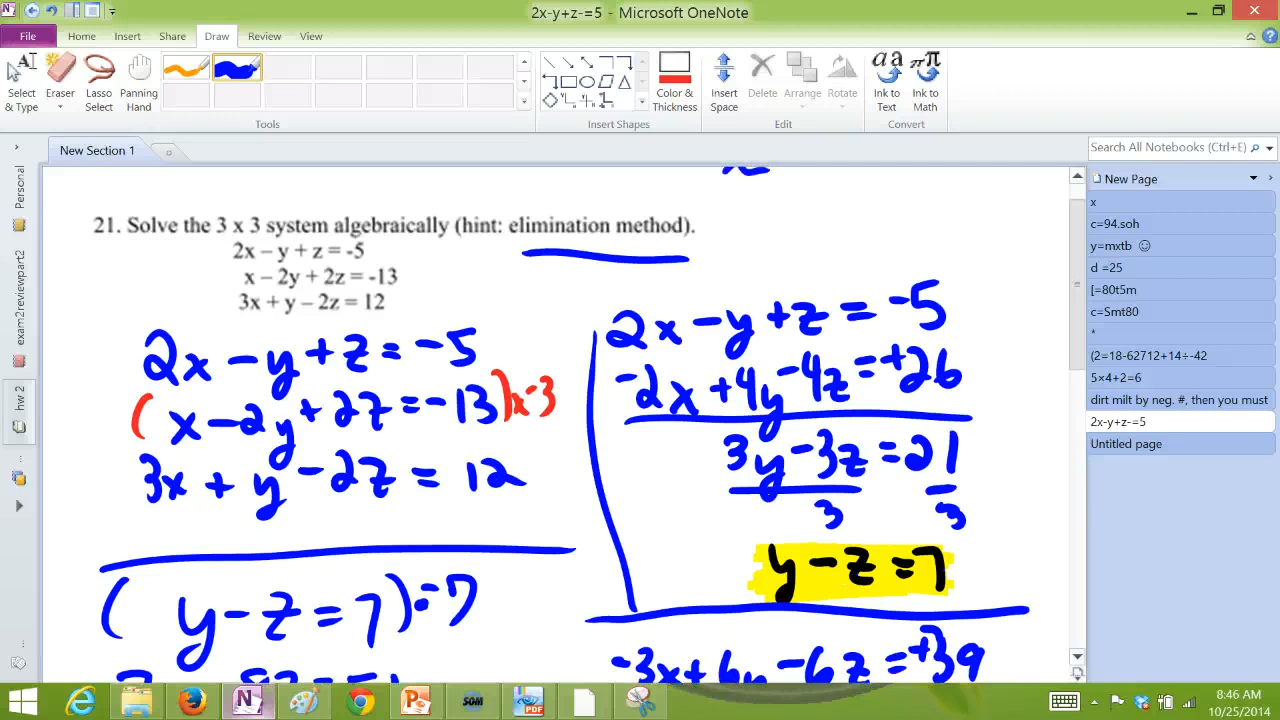 2x-y+z-=5 - Microsoft OneNote
File Home Insert Share Draw Review View
Select & Type
Eraser
Lasso Select
Panning Hand
Color & Thickness
Insert Space
Delete
Arrange
Rotate
Ink to Text
Ink to Math
Tools
Insert Shapes
Edit
Convert
New Section 1
Search All Notebooks (Ctrl+E)
New Page
x
c=94.soh
y=mxtb ☺
d =25
[=80t5m
c=Smt80
*
(2=18-62712+14÷-42
5×4+2=6
dirt milt by neg. #, then you must
2x-y+z-=5
Untitled page
Personal
exm2reviewpart2
hw 2
21. Solve the 3 x 3 system algebraically (hint: elimination method).
2x – y + z = -5
x – 2y + 2z = -13
3x + y – 2z = 12
2x - y + z = -5
(x - 2y + 2z = -13) x -3
3x + y - 2z = 12
2x - y + z = -5
-2x + 4y - 4z = +26
3y - 3z = 21
3 3
y - z = 7
(y - z = 7) = -7
-3x + 6y - 6z = +39
8:46 AM
10/25/2014